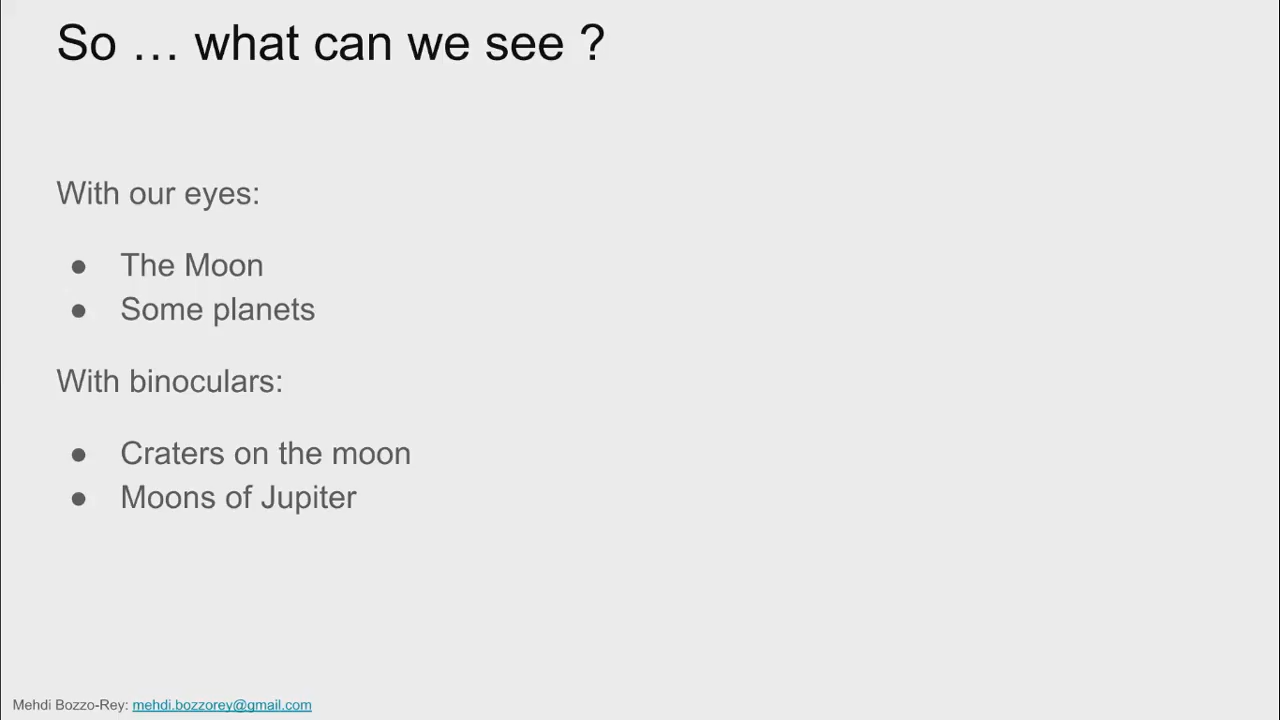 So … what can we see ?
With our eyes:
● The Moon
● Some planets
With binoculars:
● Craters on the moon
● Moons of Jupiter
Mehdi Bozzo-Rey: mehdi.bozzorey@gmail.com